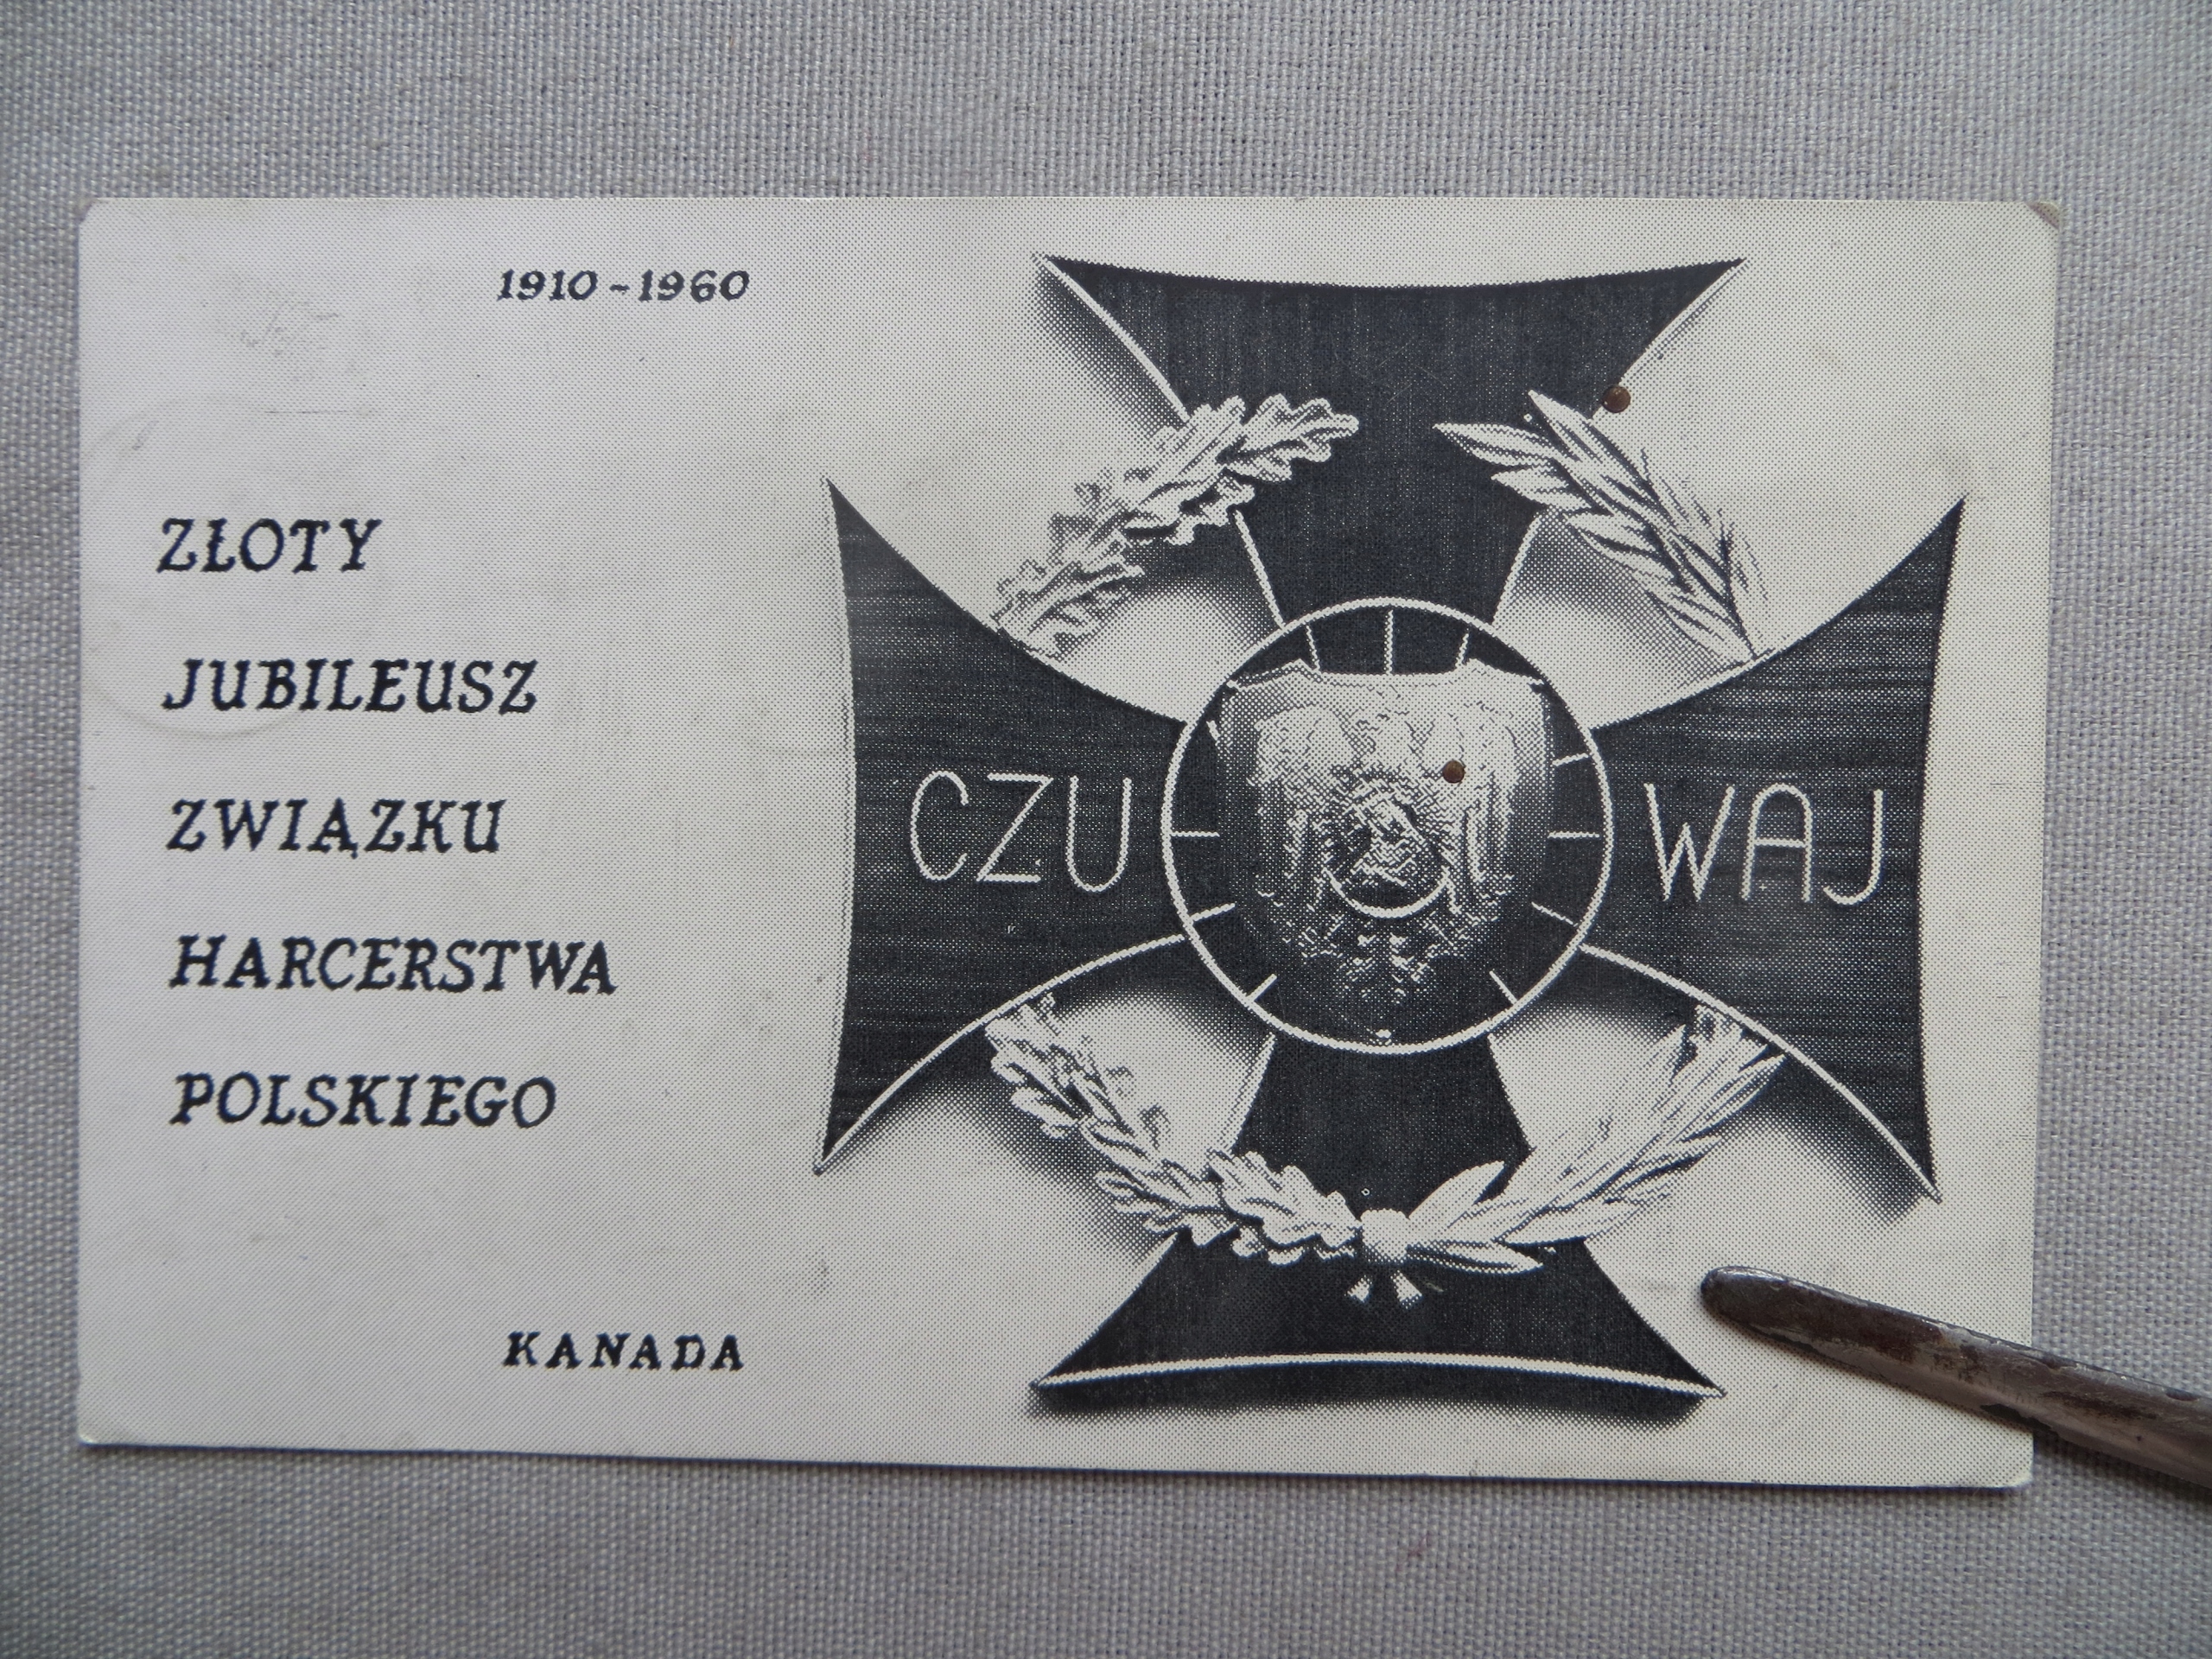 1910-1960
ZŁOTY
JUBILEUSZ
ZWIĄZKU
HARCERSTWA
POLSKIEGO
KANADA
CZU WAJ